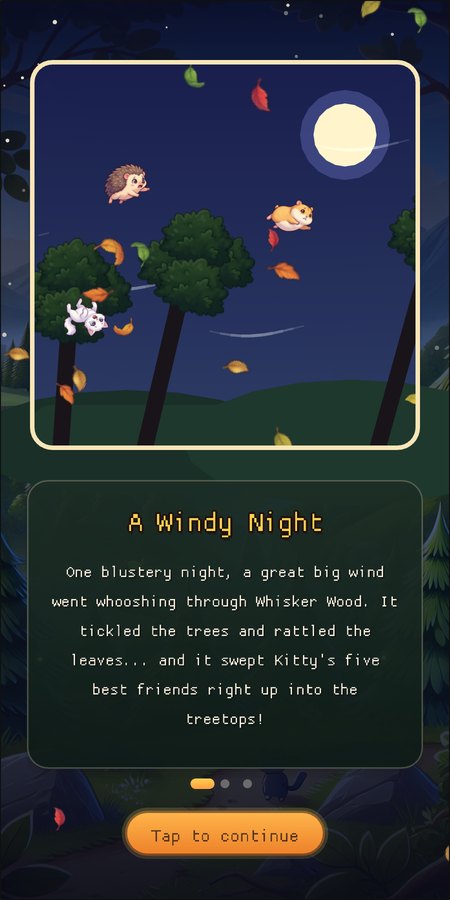 A Windy Night
One blustery night, a great big wind
went whooshing through Whisker Wood. It
tickled the trees and rattled the
leaves... and it swept Kitty's five
best friends right up into the
treetops!
Tap to continue